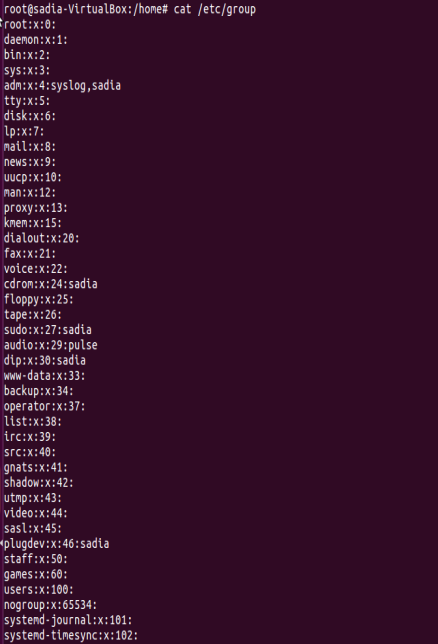 root@sadia-VirtualBox:/home# cat /etc/group
root:x:0:
daemon:x:1:
bin:x:2:
sys:x:3:
adm:x:4:syslog,sadia
tty:x:5:
disk:x:6:
lp:x:7:
mail:x:8:
news:x:9:
uucp:x:10:
man:x:12:
proxy:x:13:
kmem:x:15:
dialout:x:20:
fax:x:21:
voice:x:22:
cdrom:x:24:sadia
floppy:x:25:
tape:x:26:
sudo:x:27:sadia
audio:x:29:pulse
dip:x:30:sadia
www-data:x:33:
backup:x:34:
operator:x:37:
list:x:38:
irc:x:39:
src:x:40:
gnats:x:41:
shadow:x:42:
utmp:x:43:
video:x:44:
sasl:x:45:
plugdev:x:46:sadia
staff:x:50:
games:x:60:
users:x:100:
nogroup:x:65534:
systemd-journal:x:101:
systemd-timesync:x:102: